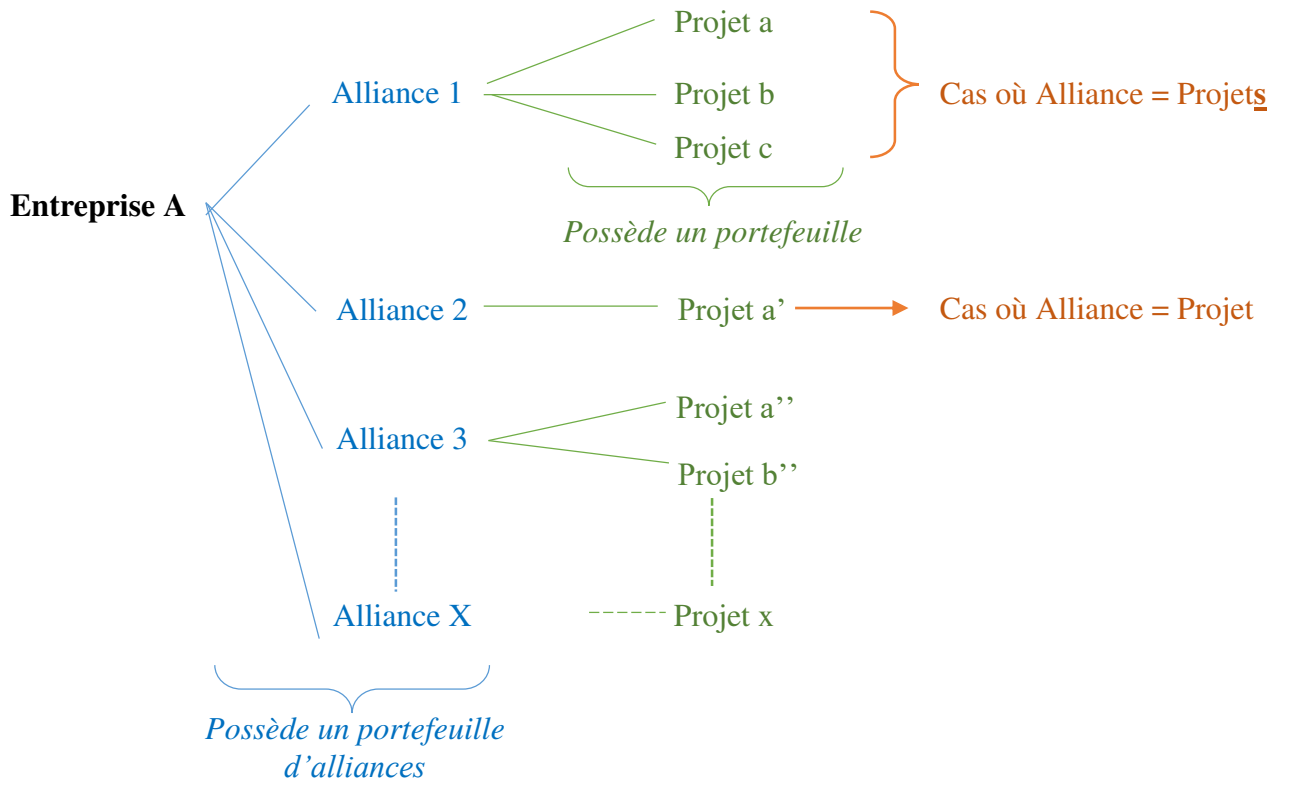 Projet a
Alliance 1
Projet b
Cas où Alliance = Projets
Projet c
Entreprise A
Possède un portefeuille
Alliance 2
Projet a’
Cas où Alliance = Projet
Projet a’’
Alliance 3
Projet b’’
Alliance X
Projet x
Possède un portefeuille
d’alliances